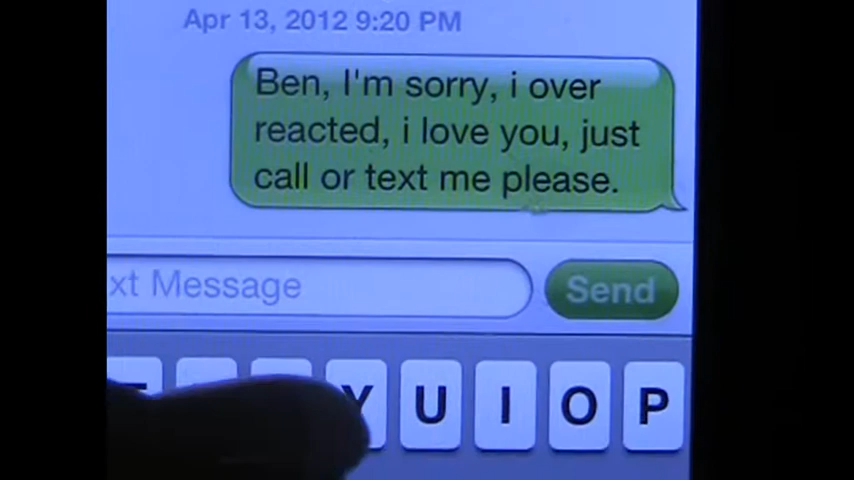 Apr 13, 2012 9:20 PM
Ben, I'm sorry, i over
reacted, i love you, just
call or text me please.
xt Message
Send
Y U I O P